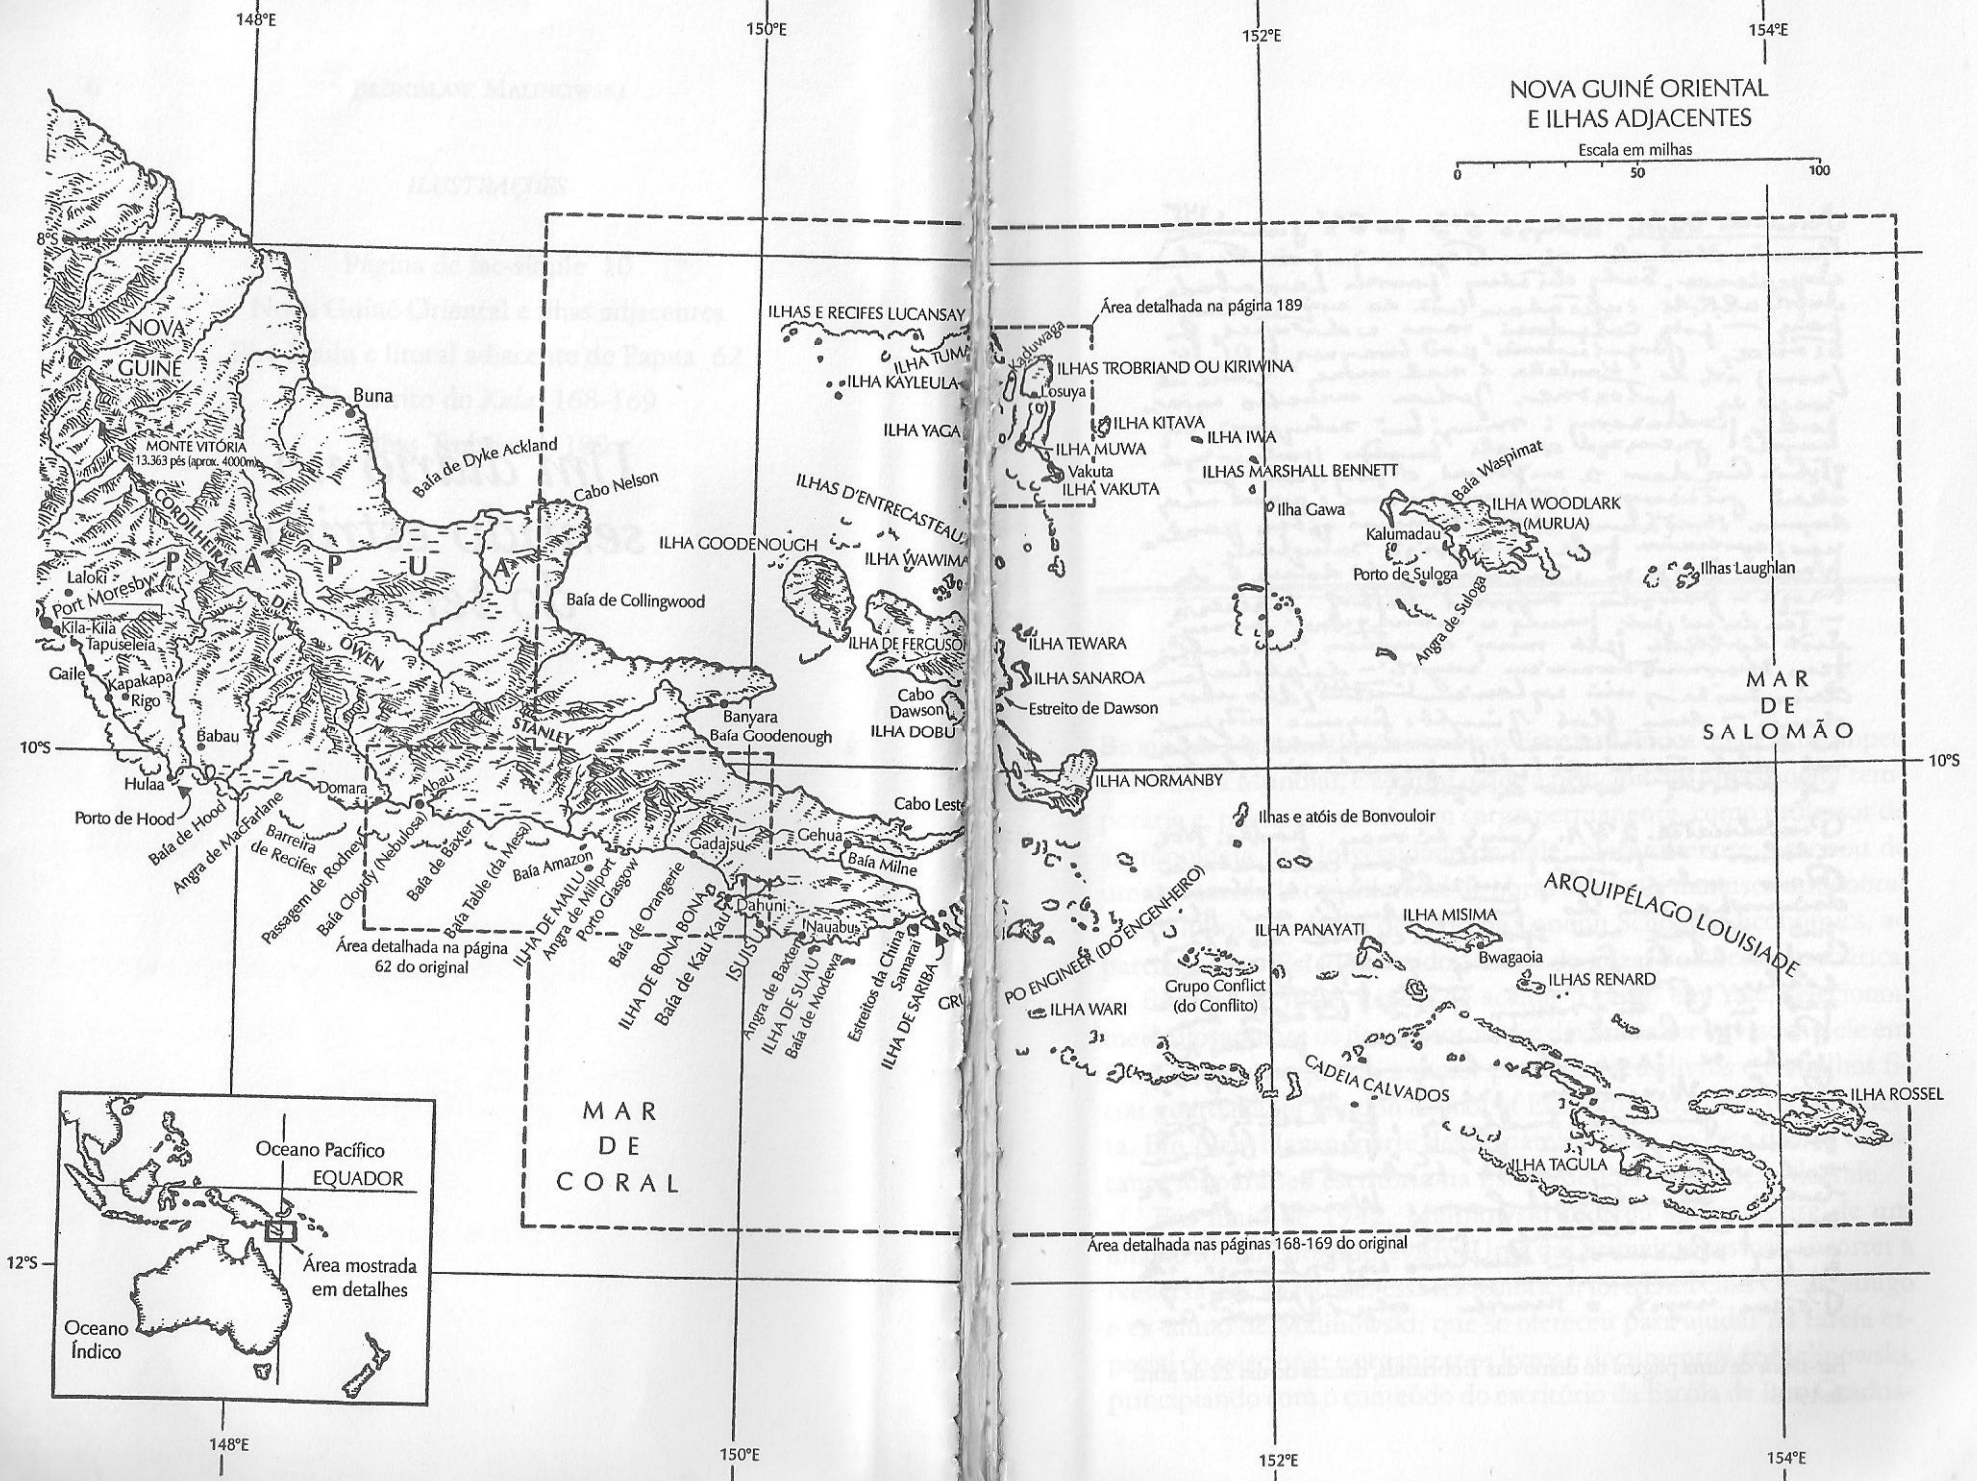 148°E
150°E
152°E
154°E
NOVA GUINÉ ORIENTAL
E ILHAS ADJACENTES
Escala em milhas
0 50 100
BRONISLAW MALINOWSKI
ILUSTRAÇÕES
8°S
NOVA
GUINÉ
Buna
MONTE VITÓRIA
13.363 pés (aprox. 4000m)
Baía de Dyke Ackland
Cabo Nelson
CORDILHEIRA
DE
OWEN
STANLEY
P A P U A
Laloki
Port Moresby
Kila-Kila
Tapuseleia
Gaile
Kapakapa
Rigo
Babau
10°S
Hulaa
Porto de Hood
Baía de Hood
Angra de MacFarlane
Domara
Barreira
de Recifes
Passagem de Rodney
Abau
Baía Cloudy (Nebulosa)
Baía de Baxter
Baía Table (da Mesa)
Baía Amazon
ILHA DE MAILU
Angra de Millport
Porto Glasgow
Baía de Orangerie
Gadaisu
ILHA DE BONA BONA
Baía de Kau Kau
Dahuni
ISUISU
Nauabu
Angra de Baxter
ILHA DE SUAU
Baía de Modewa
Estreitos da China
Samarai
ILHA DE SARIBA
Área detalhada na página
62 do original
Baía de Collingwood
Banyara
Baía Goodenough
Cabo Lest
Gehua
Baía Milne
ILHAS E RECIFES LUCANSAY
ILHA TUMA
ILHA KAYLEULA
ILHA YAGA
ILHAS D'ENTRECASTEAUX
ILHA GOODENOUGH
ILHA WAWIMA
ILHA DE FERGUSO
Cabo
Dawson
ILHA DOBU
Área detalhada na página 189
Kaduwaga
ILHAS TROBRIAND OU KIRIWINA
Losuya
ILHA KITAVA
ILHA IWA
ILHA MUWA
Vakuta
ILHA VAKUTA
ILHAS MARSHALL BENNETT
Ilha Gawa
Baía Waspimat
ILHA WOODLARK
(MURUA)
Kalumadau
Porto de Suloga
Angra de Suloga
Ilhas Laughlan
ILHA TEWARA
ILHA SANAROA
Estreito de Dawson
ILHA NORMANBY
MAR
DE
SALOMÃO
10°S
Ilhas e atóis de Bonvouloir
GRU
PO ENGINEER (DO ENGENHEIRO)
ARQUIPÉLAGO LOUISIADE
ILHA MISIMA
ILHA PANAYATI
Bwagaoia
ILHAS RENARD
Grupo Conflict
(do Conflito)
ILHA WARI
CADEIA CALVADOS
ILHA ROSSEL
ILHA TAGULA
MAR
DE
CORAL
Área detalhada nas páginas 168-169 do original
Oceano Pacífico
EQUADOR
Área mostrada
em detalhes
Oceano
Índico
12°S
148°E
150°E
152°E
154°E